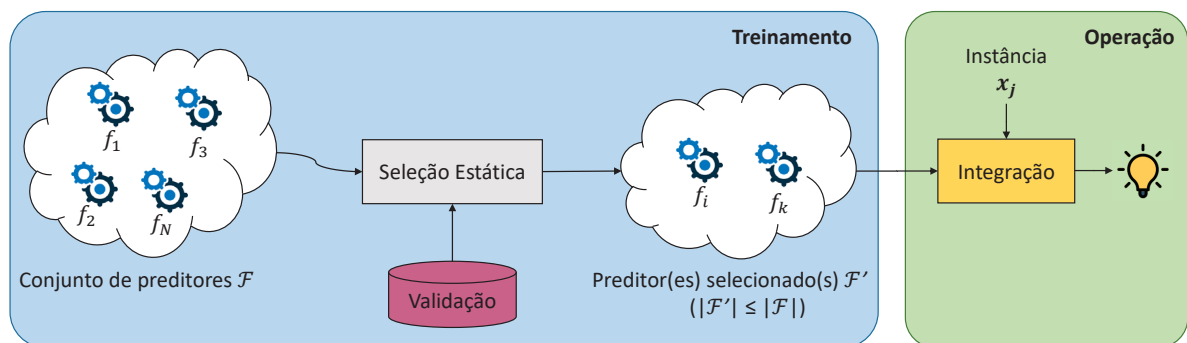 Treinamento
f_1
f_3
f_2
f_N
Conjunto de preditores ℱ
Seleção Estática
Validação
f_i
f_k
Preditor(es) selecionado(s) ℱ'
(|ℱ'| ≤ |ℱ|)
Operação
Instância
x_j
Integração